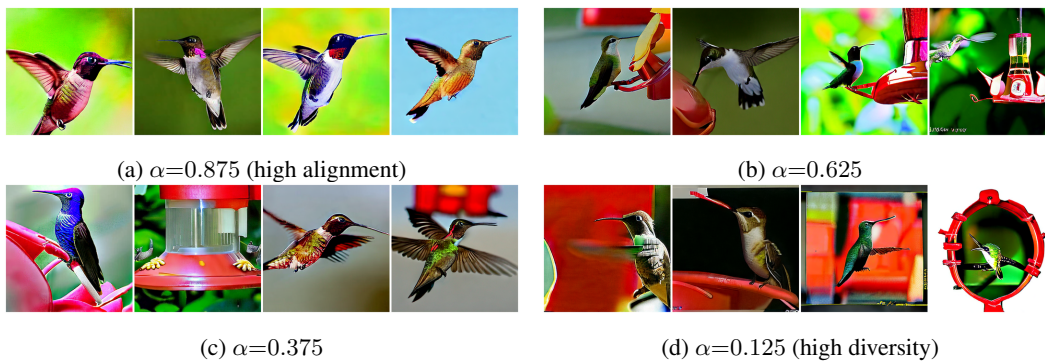 (a) α=0.875 (high alignment)
(b) α=0.625
(c) α=0.375
(d) α=0.125 (high diversity)